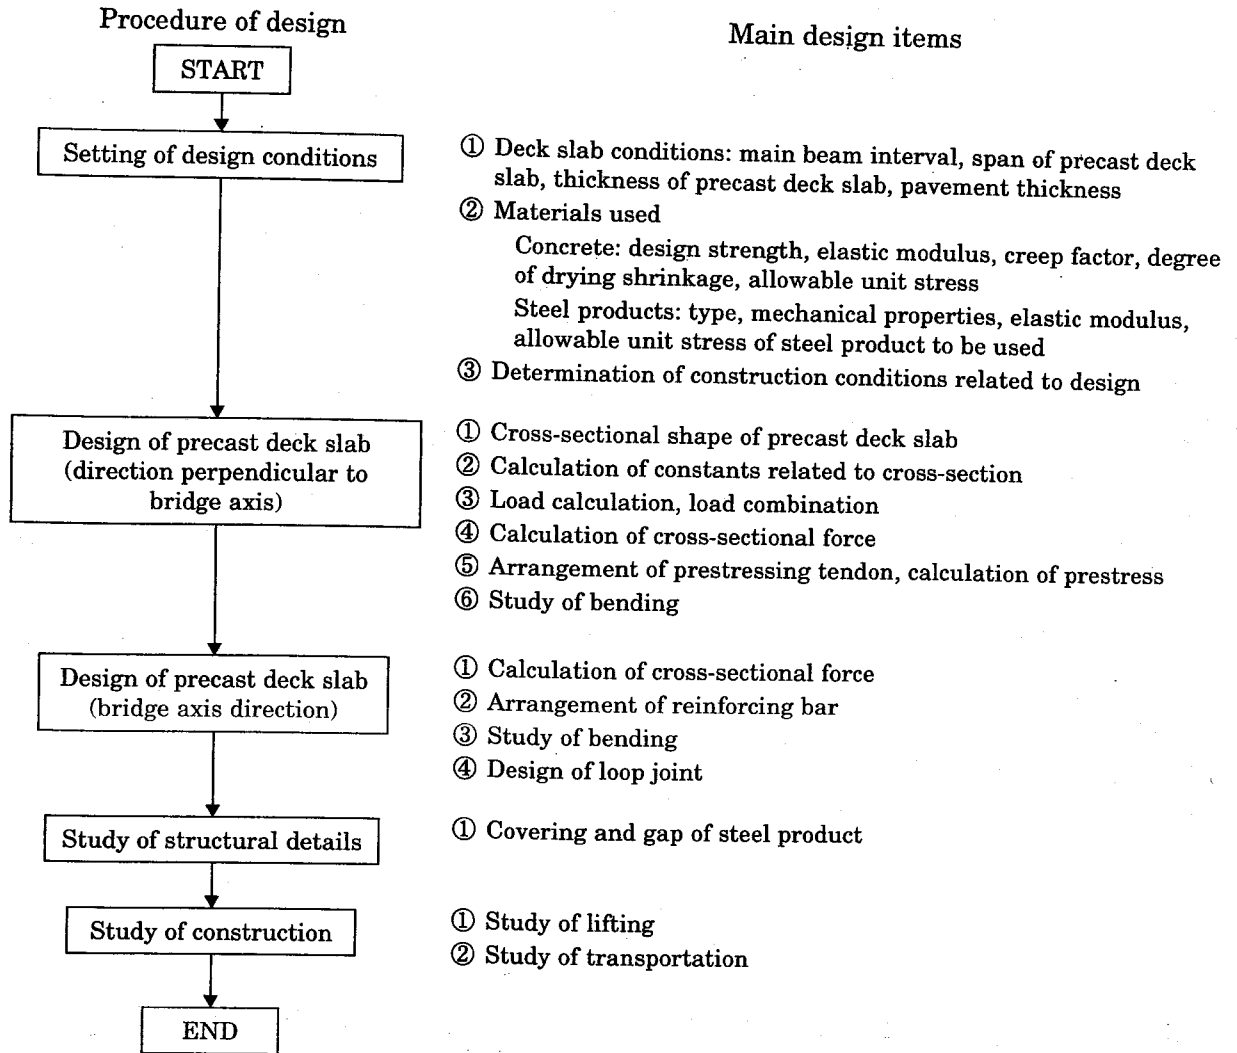 Procedure of design
Main design items
START
Setting of design conditions
① Deck slab conditions: main beam interval, span of precast deck
slab, thickness of precast deck slab, pavement thickness
② Materials used
Concrete: design strength, elastic modulus, creep factor, degree
of drying shrinkage, allowable unit stress
Steel products: type, mechanical properties, elastic modulus,
allowable unit stress of steel product to be used
③ Determination of construction conditions related to design
Design of precast deck slab
(direction perpendicular to
bridge axis)
① Cross-sectional shape of precast deck slab
② Calculation of constants related to cross-section
③ Load calculation, load combination
④ Calculation of cross-sectional force
⑤ Arrangement of prestressing tendon, calculation of prestress
⑥ Study of bending
Design of precast deck slab
(bridge axis direction)
① Calculation of cross-sectional force
② Arrangement of reinforcing bar
③ Study of bending
④ Design of loop joint
Study of structural details
① Covering and gap of steel product
Study of construction
① Study of lifting
② Study of transportation
END